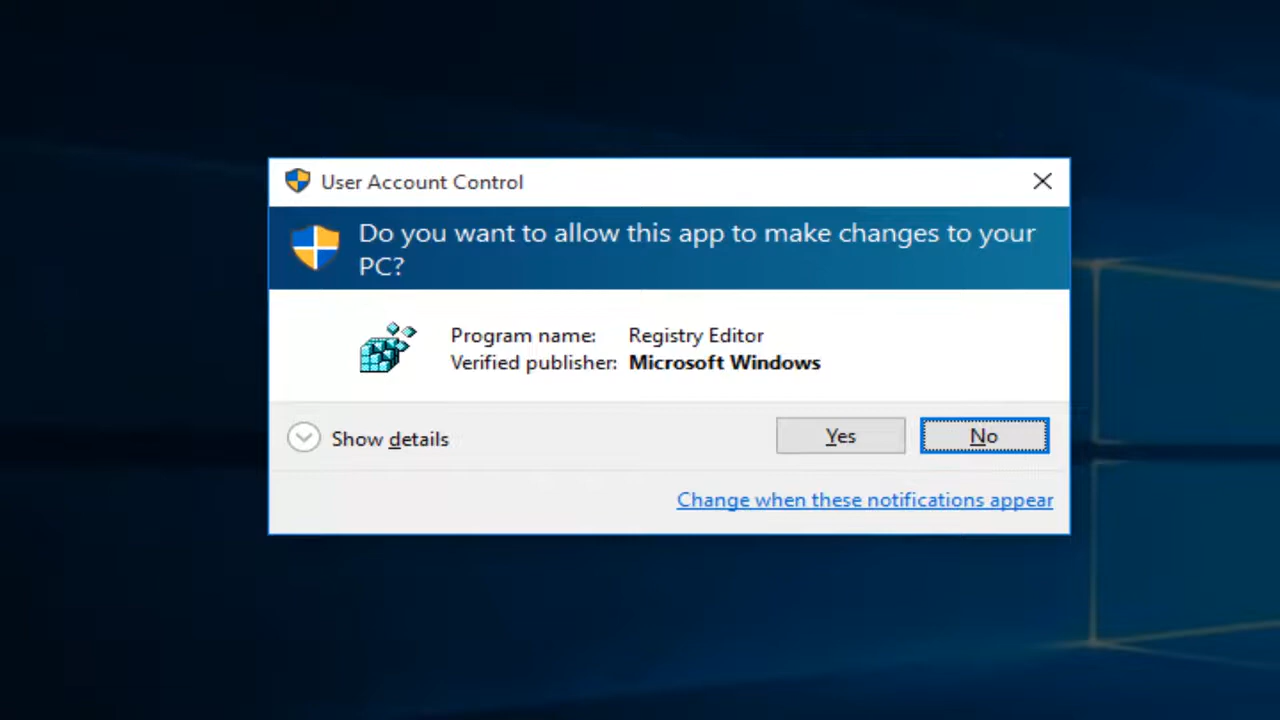 User Account Control
Do you want to allow this app to make changes to your
PC?
Program name: Registry Editor
Verified publisher: Microsoft Windows
Show details
Yes
No
Change when these notifications appear